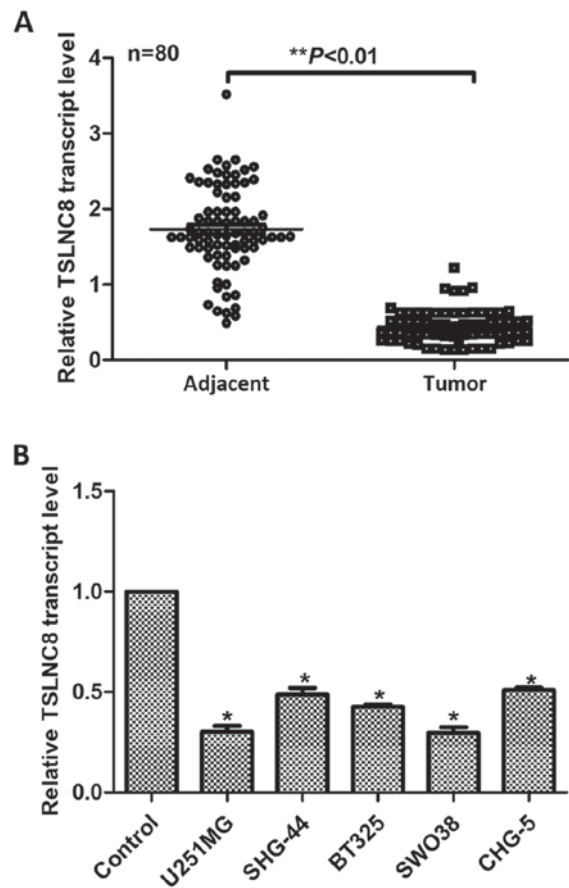 A
n=80
**P<0.01
Relative TSLNC8 transcript level
4
3
2
1
0
Adjacent
Tumor
B
Relative TSLNC8 transcript level
1.5
1.0
0.5
0.0
*
*
*
*
*
Control
U251MG
SHG-44
BT325
SWO38
CHG-5